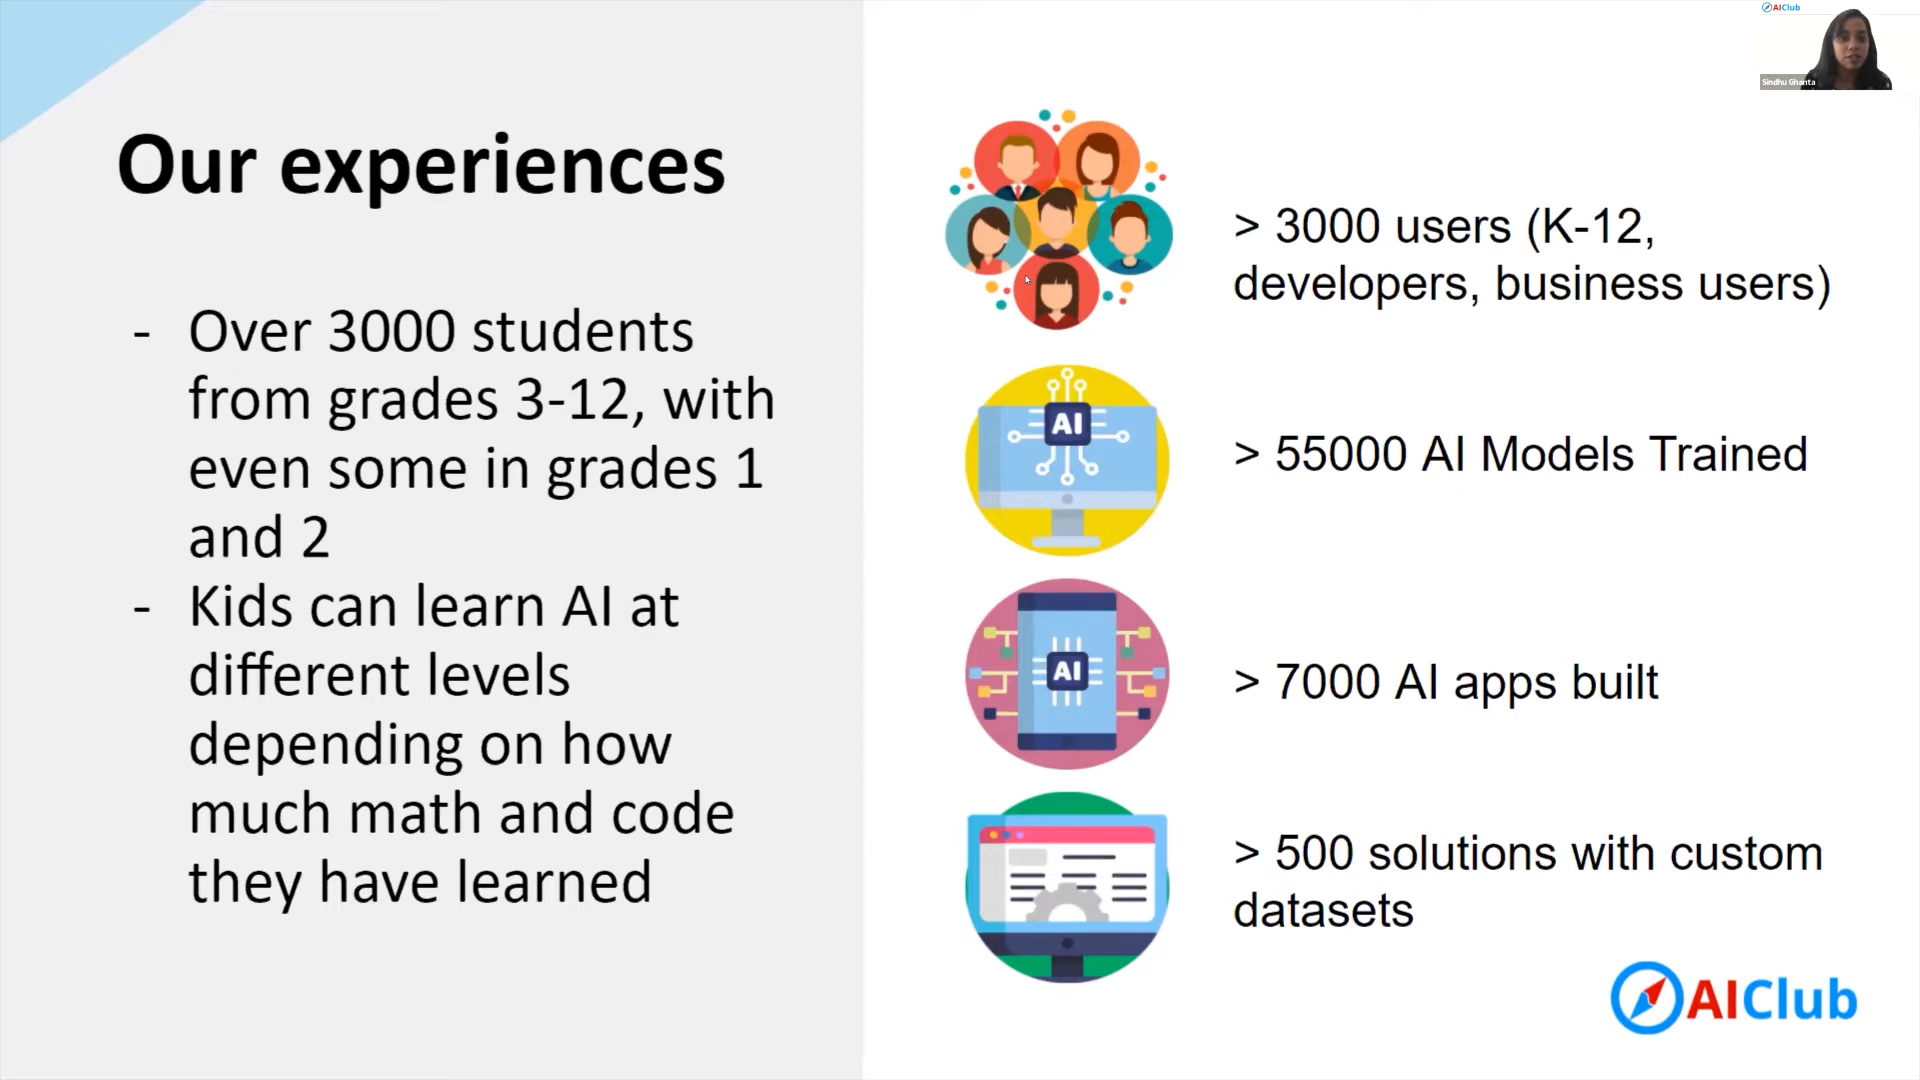 Our experiences
- Over 3000 students
from grades 3-12, with
even some in grades 1
and 2
- Kids can learn AI at
different levels
depending on how
much math and code
they have learned
AIClub
Sindhu Ghanta
> 3000 users (K-12,
developers, business users)
AI
> 55000 AI Models Trained
AI
> 7000 AI apps built
> 500 solutions with custom
datasets
AIClub